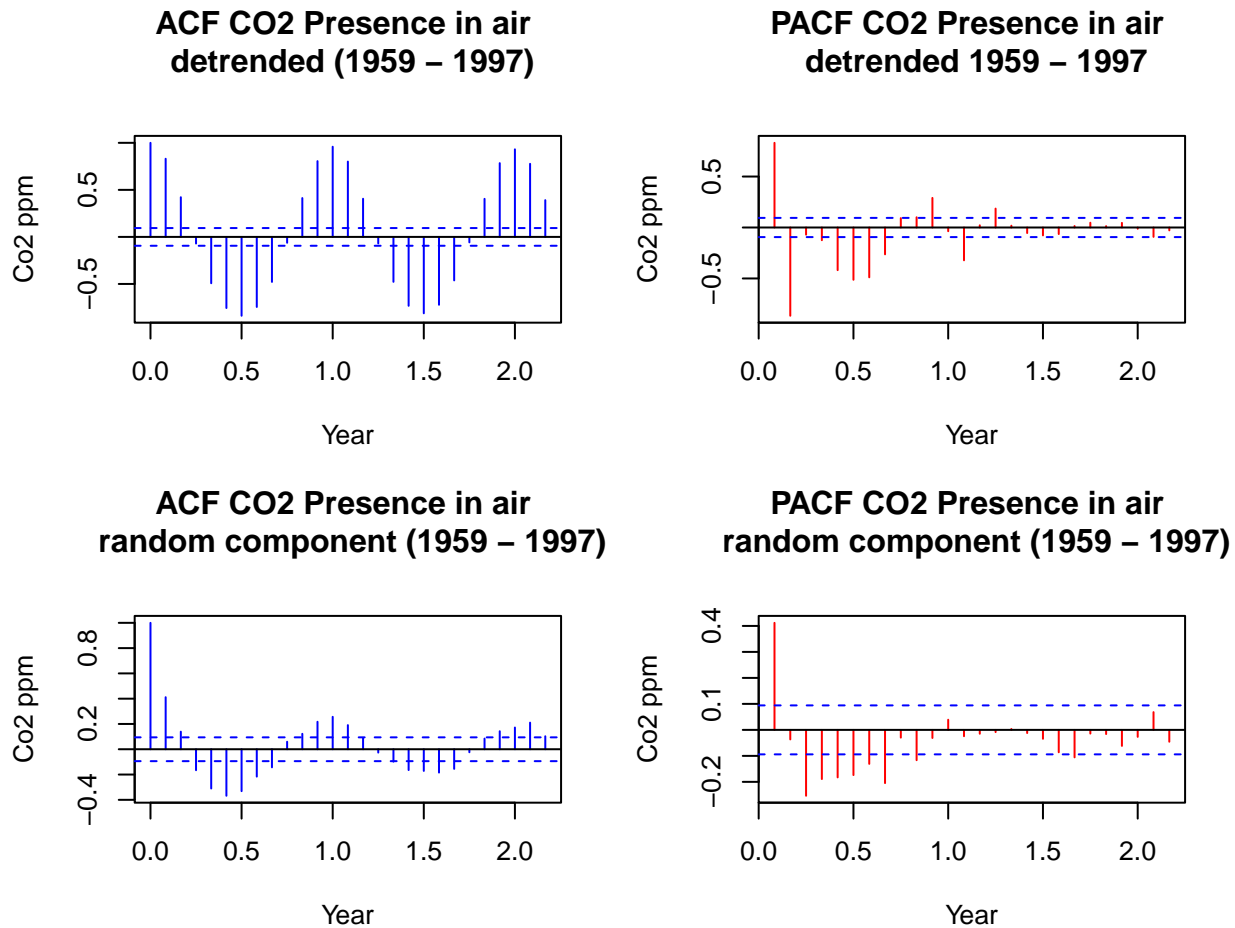 ACF CO2 Presence in air
detrended (1959 − 1997)
Co2 ppm
0.5
−0.5
0.0 0.5 1.0 1.5 2.0
Year
PACF CO2 Presence in air
detrended 1959 − 1997
Co2 ppm
0.5
−0.5
0.0 0.5 1.0 1.5 2.0
Year
ACF CO2 Presence in air
random component (1959 − 1997)
Co2 ppm
0.8
0.2
−0.4
0.0 0.5 1.0 1.5 2.0
Year
PACF CO2 Presence in air
random component (1959 − 1997)
Co2 ppm
0.4
0.1
−0.2
0.0 0.5 1.0 1.5 2.0
Year